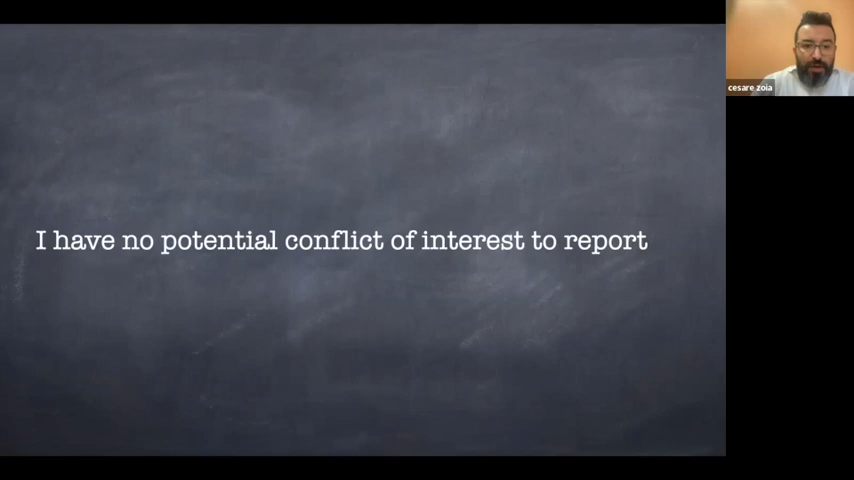 cesare zoia
I have no potential conflict of interest to report